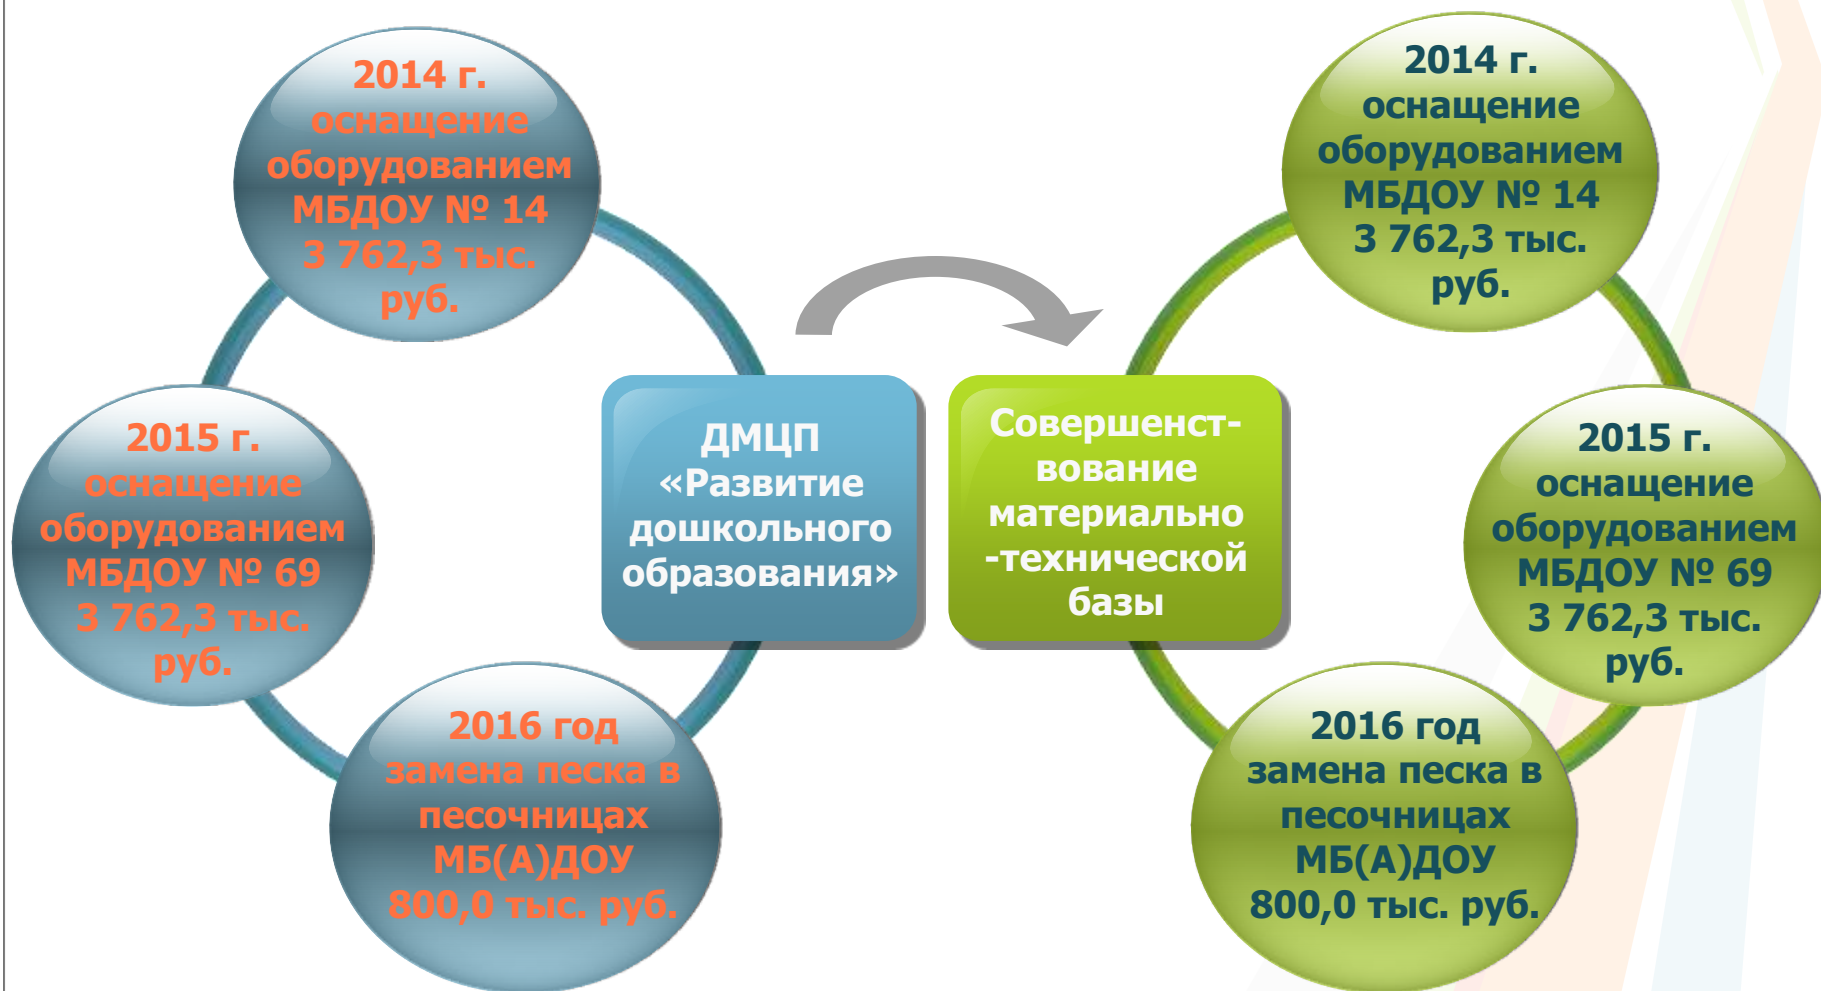 2014 г.
оснащение
оборудованием
МБДОУ № 14
3 762,3 тыс.
руб.
2015 г.
оснащение
оборудованием
МБДОУ № 69
3 762,3 тыс.
руб.
2016 год
замена песка в
песочницах
МБ(А)ДОУ
800,0 тыс. руб.
ДМЦП
«Развитие
дошкольного
образования»
Совершенст-
вование
материально
-технической
базы
2014 г.
оснащение
оборудованием
МБДОУ № 14
3 762,3 тыс.
руб.
2015 г.
оснащение
оборудованием
МБДОУ № 69
3 762,3 тыс.
руб.
2016 год
замена песка в
песочницах
МБ(А)ДОУ
800,0 тыс. руб.